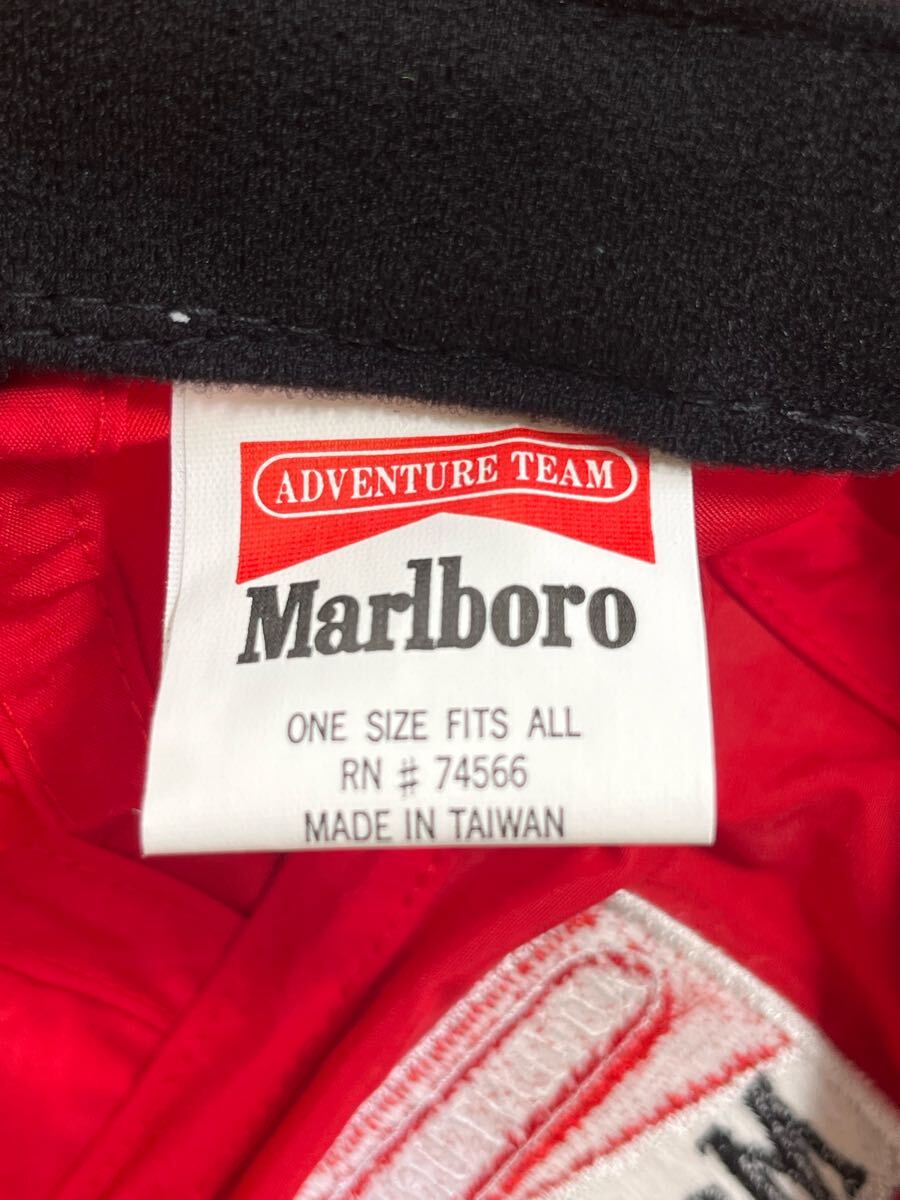 ADVENTURE TEAM
Marlboro
ONE SIZE FITS ALL
RN # 74566
MADE IN TAIWAN
M